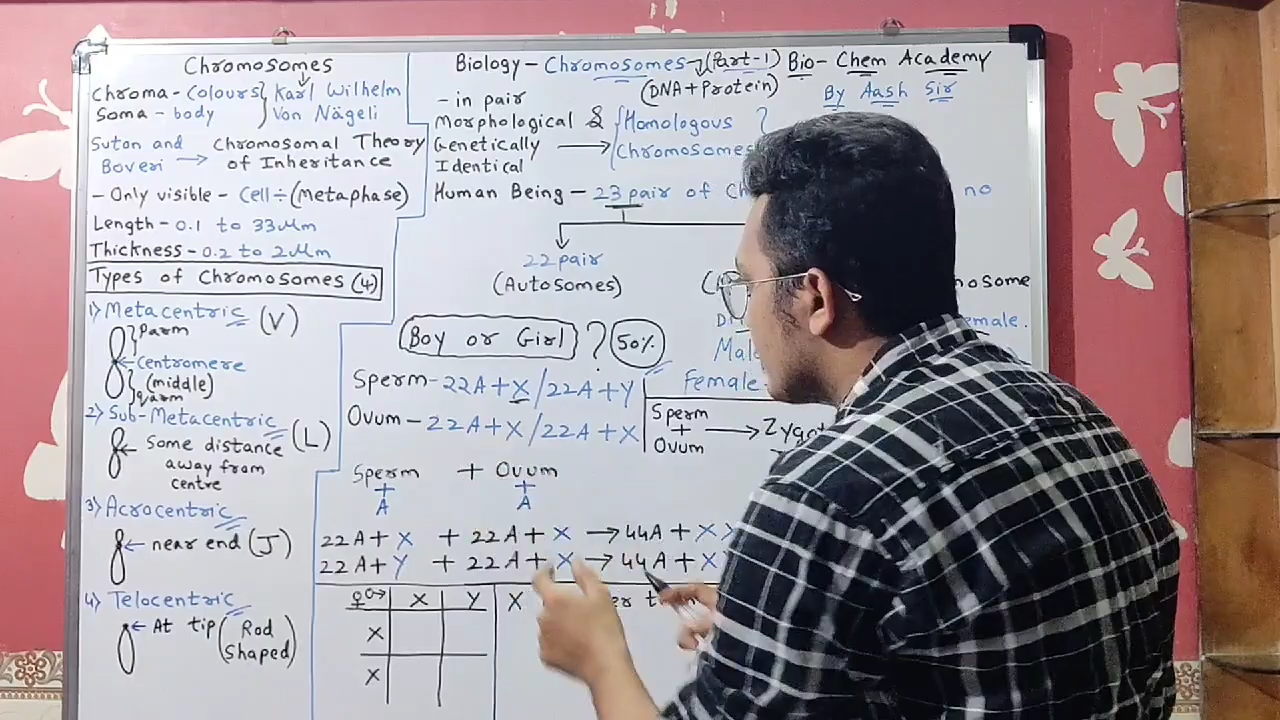 Chromosomes
Chroma - Colours } Karl Wilhelm
Soma - body } Von Nägeli
Suton and Chromosomal Theory
Boveri → of Inheritance
- Only visible - Cell ÷ (Metaphase)
Length - 0.1 to 33 µm
Thickness - 0.2 to 2 µm
Types of Chromosomes (4)
1) Metacentric (V)
Parm
centromere
(middle)
qarm
2) Sub-Metacentric (L)
Some distance
away from
centre
3) Acrocentric
near end (J)
4) Telocentric
At tip (Rod
Shaped)
Biology - Chromosomes (Part-1) Bio-Chem Academy
(DNA + Protein)
By Aash Sir
- in pair
Morphological & Homologous
Genetically → Chromosomes
Identical
Human Being - 23 pair of no
22 pair
(Autosomes)
Boy or Girl ? 50%
Male
Female -
Sperm - 22A + X / 22A + Y
Ovum - 22A + X / 22A + X
Sperm
+ →
Ovum
Sperm + Ovum
+ +
A A
22A + X + 22A + X → 44A + X X
22A + Y + 22A + X → 44A + X
♀ ♂ X Y
X
X
X